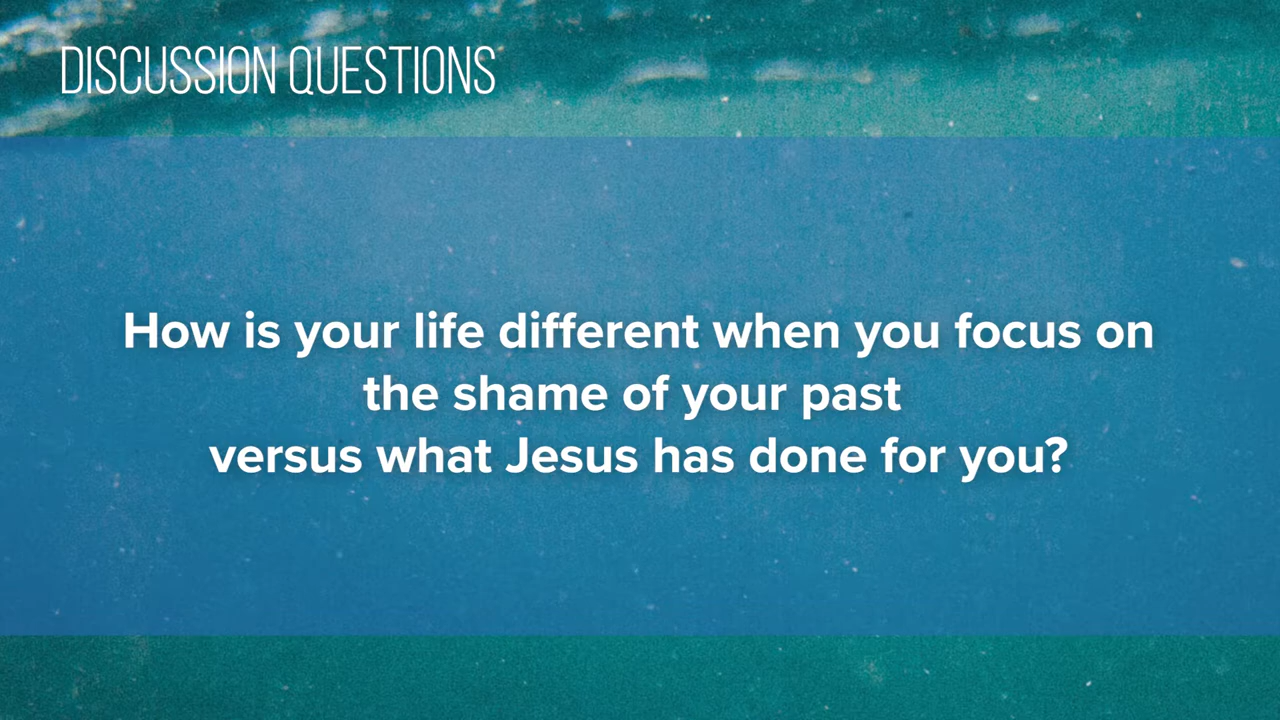 DISCUSSION QUESTIONS
How is your life different when you focus on
the shame of your past
versus what Jesus has done for you?